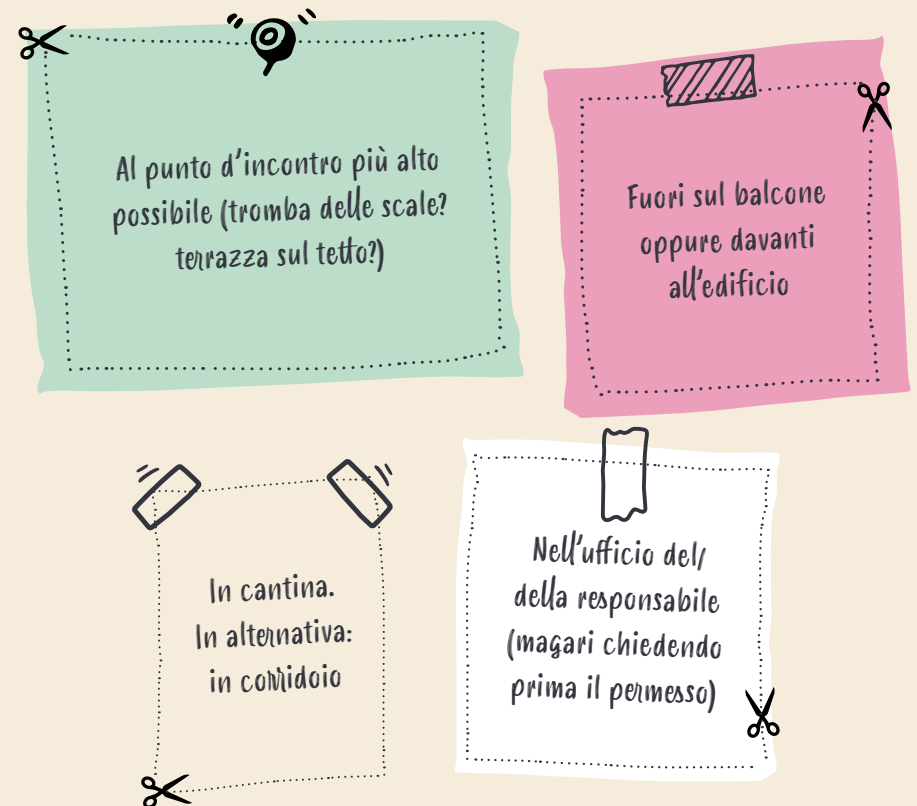 Al punto d'incontro più alto
possibile (tromba delle scale?
terrazza sul tetto?)
Fuori sul balcone
oppure davanti
all'edificio
In cantina.
In alternativa:
in corridoio
Nell'ufficio del/
della responsabile
(magari chiedendo
prima il permesso)